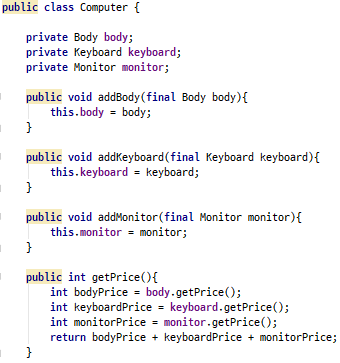 public class Computer {
private Body body;
private Keyboard keyboard;
private Monitor monitor;
public void addBody(final Body body){
this.body = body;
}
public void addKeyboard(final Keyboard keyboard){
this.keyboard = keyboard;
}
public void addMonitor(final Monitor monitor){
this.monitor = monitor;
}
public int getPrice(){
int bodyPrice = body.getPrice();
int keyboardPrice = keyboard.getPrice();
int monitorPrice = monitor.getPrice();
return bodyPrice + keyboardPrice + monitorPrice;
}